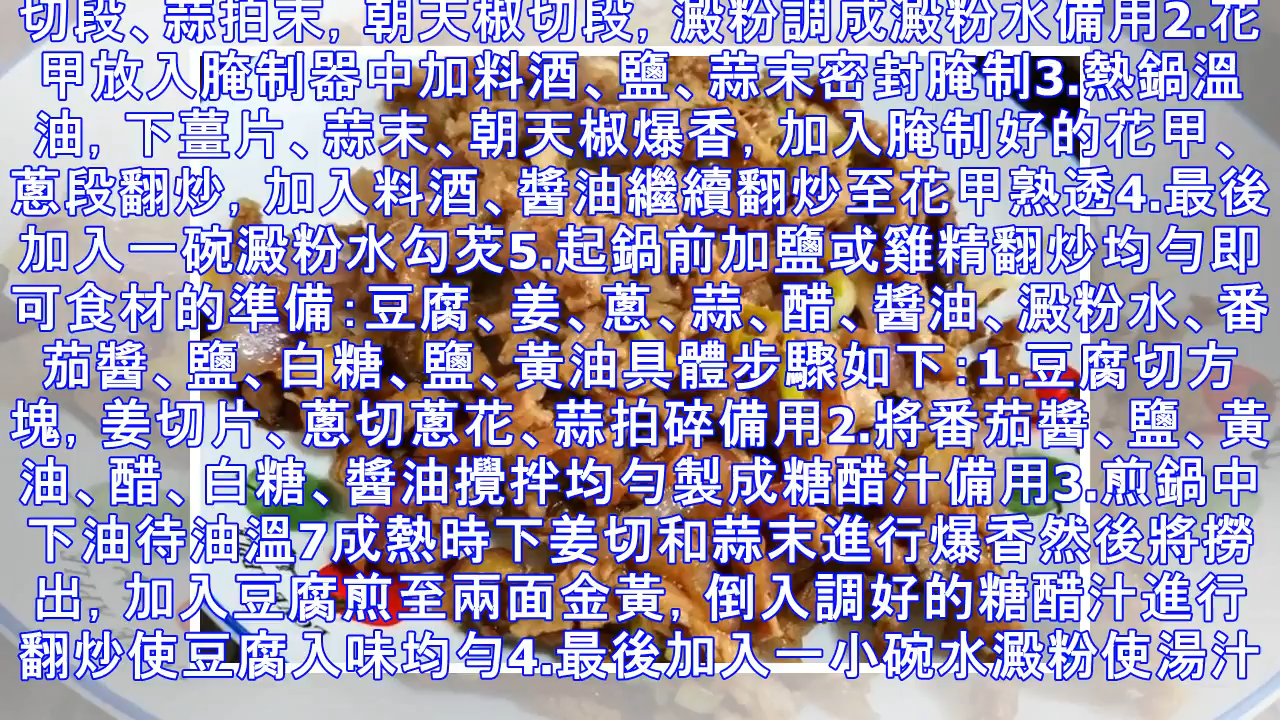 切段、蒜拍末, 朝天椒切段, 澱粉調成澱粉水備用2.花
甲放入腌制器中加料酒、鹽、蒜末密封腌制3.熱鍋溫
油, 下薑片、蒜末、朝天椒爆香, 加入腌制好的花甲、
蔥段翻炒, 加入料酒、醬油繼續翻炒至花甲熟透4.最後
加入一碗澱粉水勾芡5.起鍋前加鹽或雞精翻炒均勻即
可食材的準備:豆腐、姜、蔥、蒜、醋、醬油、澱粉水、番
茄醬、鹽、白糖、鹽、黃油具體步驟如下:1.豆腐切方
塊, 姜切片、蔥切蔥花、蒜拍碎備用2.將番茄醬、鹽、黃
油、醋、白糖、醬油攪拌均勻製成糖醋汁備用3.煎鍋中
下油待油溫7成熱時下姜切和蒜末進行爆香然後將撈
出, 加入豆腐煎至兩面金黃, 倒入調好的糖醋汁進行
翻炒使豆腐入味均勻4.最後加入一小碗水澱粉使湯汁